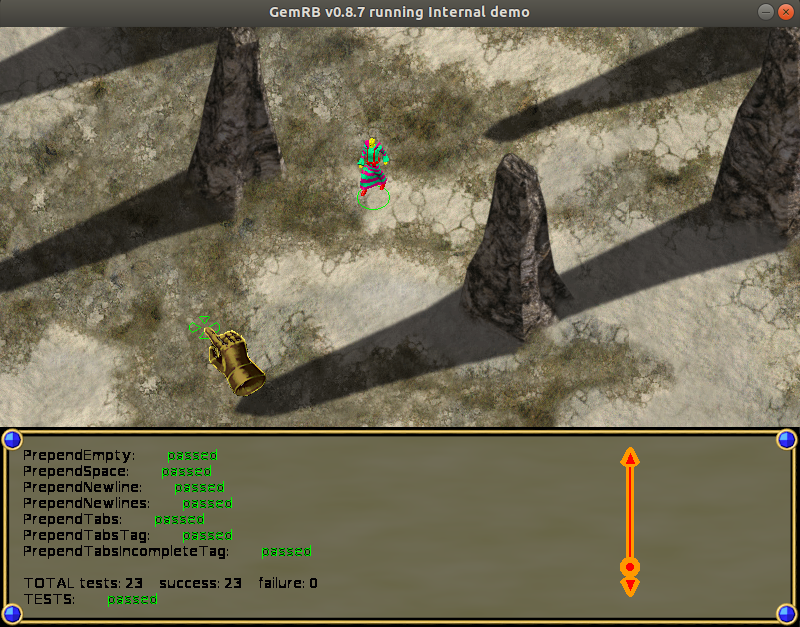 GemRB v0.8.7 running Internal demo
PrependEmpty: passed
PrependSpace: passed
PrependNewline: passed
PrependNewlines: passed
PrependTabs: passed
PrependTabsTag: passed
PrependTabsIncompleteTag: passed
TOTAL tests: 23 success: 23 failure: 0
TESTS: passed